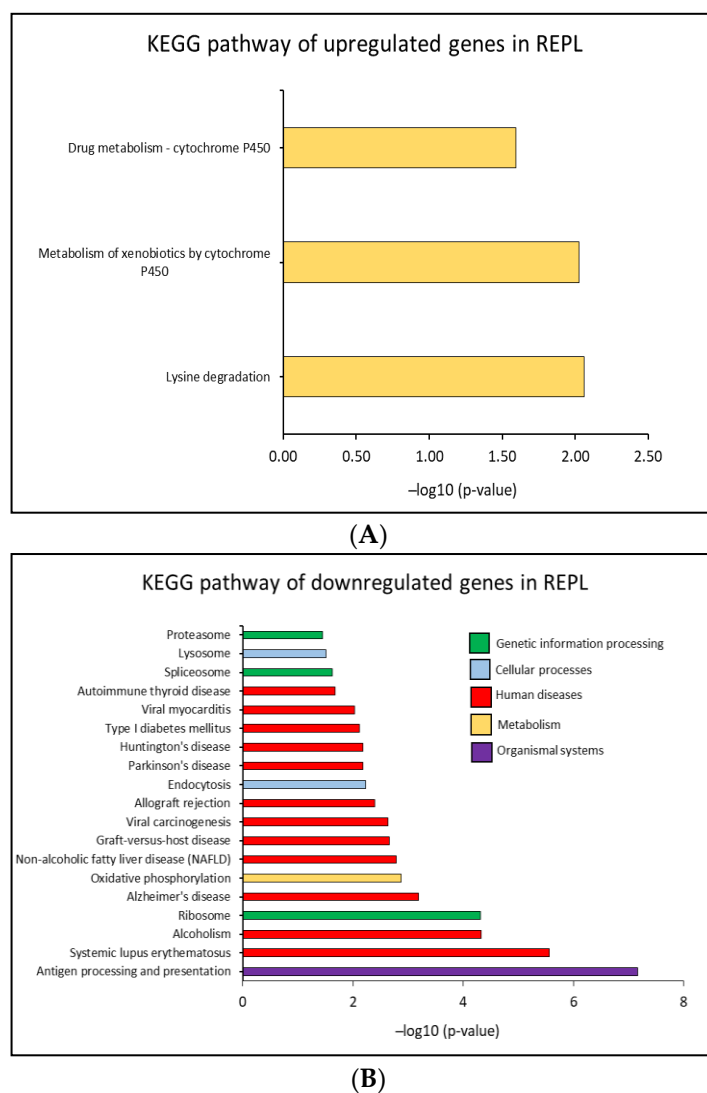 KEGG pathway of upregulated genes in REPL
Drug metabolism - cytochrome P450
Metabolism of xenobiotics by cytochrome
P450
Lysine degradation
0.00 0.50 1.00 1.50 2.00 2.50
–log10 (p-value)
(A)
KEGG pathway of downregulated genes in REPL
Proteasome
Lysosome
Spliceosome
Autoimmune thyroid disease
Viral myocarditis
Type I diabetes mellitus
Huntington's disease
Parkinson's disease
Endocytosis
Allograft rejection
Viral carcinogenesis
Graft-versus-host disease
Non-alcoholic fatty liver disease (NAFLD)
Oxidative phosphorylation
Alzheimer's disease
Ribosome
Alcoholism
Systemic lupus erythematosus
Antigen processing and presentation
Genetic information processing
Cellular processes
Human diseases
Metabolism
Organismal systems
0 2 4 6 8
–log10 (p-value)
(B)